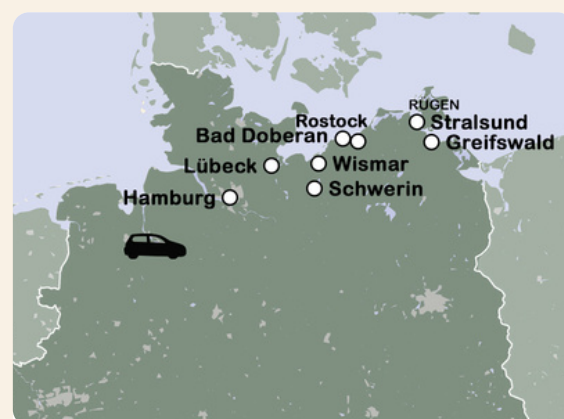 RÜGEN
Rostock
Stralsund
Bad Doberan
Greifswald
Lübeck
Wismar
Schwerin
Hamburg